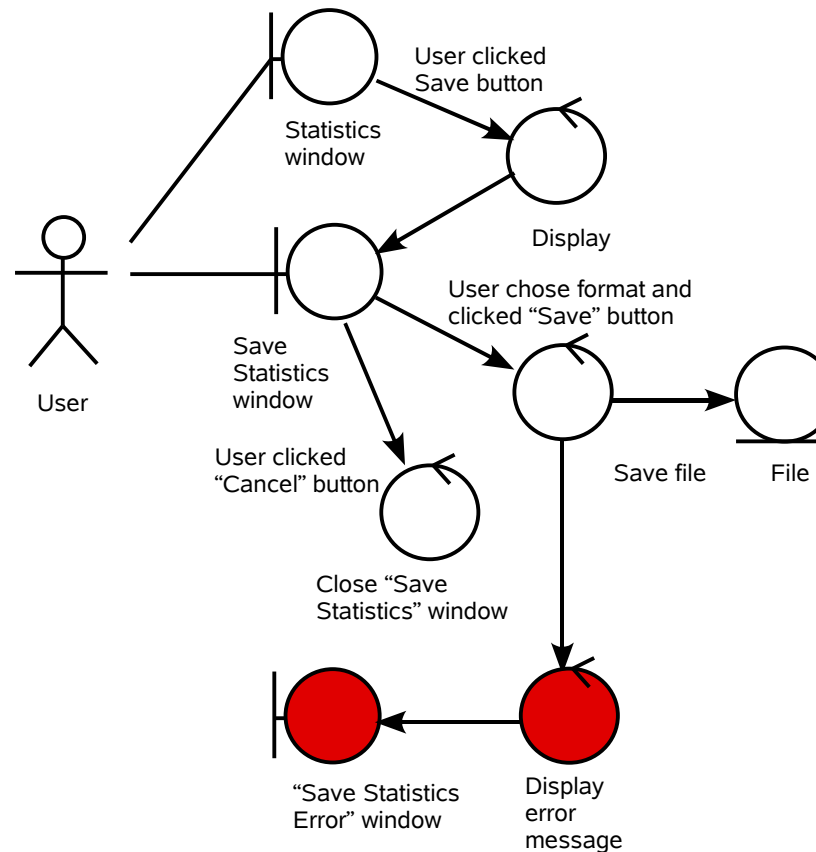 User clicked
Save button
Statistics
window
Display
User chose format and
clicked “Save” button
Save
Statistics
window
User
User clicked
“Cancel” button
Save file
File
Close “Save
Statistics” window
“Save Statistics
Error” window
Display
error
message